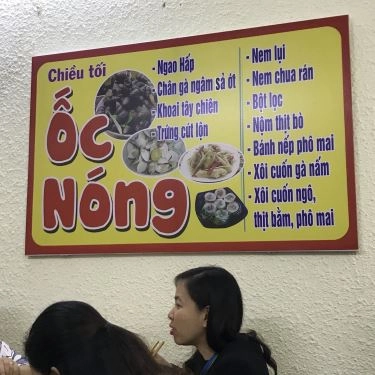 Chiều tối
Ốc
Nóng
- Ngao Hấp
- Chân gà ngâm sả ớt
- Khoai tây chiên
- Trứng cút lộn
- Nem lụi
- Nem chua rán
- Bột lọc
- Nộm thịt bò
- Bánh nếp phô mai
- Xôi cuốn gà nấm
- Xôi cuốn ngô,
thịt bằm, phô mai